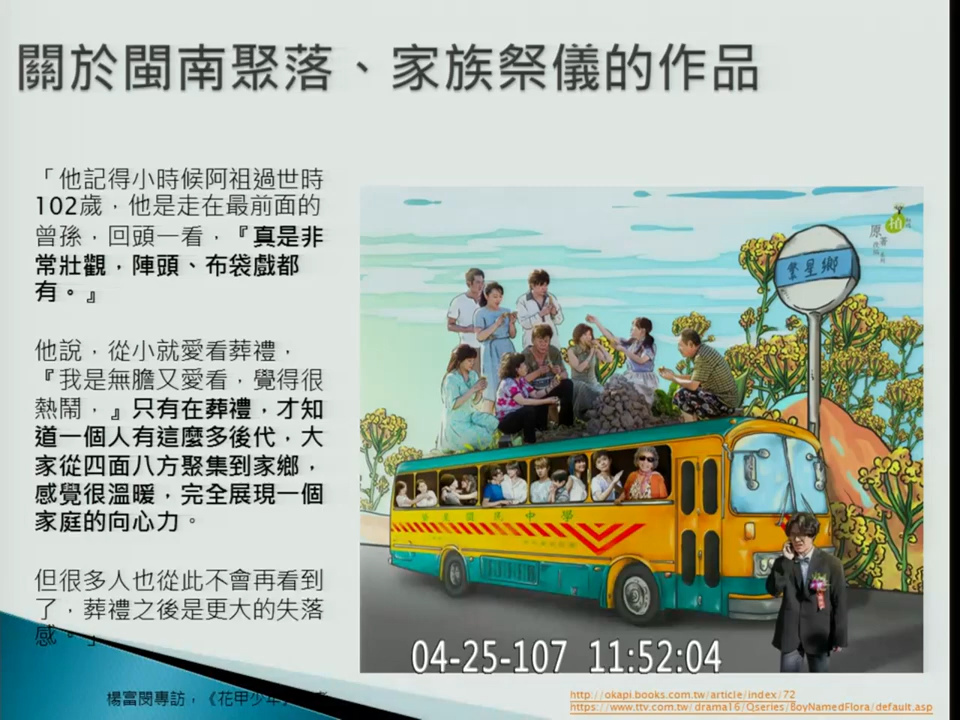 關於閩南聚落、家族祭儀的作品
「他記得小時候阿祖過世時
102歲，他是走在最前面的
曾孫，回頭一看，『真是非
常壯觀，陣頭、布袋戲都
有。』
他說，從小就愛看葬禮，
『我是無膽又愛看，覺得很
熱鬧，』只有在葬禮，才知
道一個人有這麼多後代，大
家從四面八方聚集到家鄉，
感覺很溫暖，完全展現一個
家庭的向心力。
但很多人也從此不會再看到
了，葬禮之後是更大的失落
感。」
原著
繁星鄉
繁星國民中學
04-25-107 11:52:04
楊富閔專訪，《花甲少年》
http://okapi.books.com.tw/article/index/72
https://www.ttv.com.tw/drama16/Qseries/BoyNamedFlora/default.asp